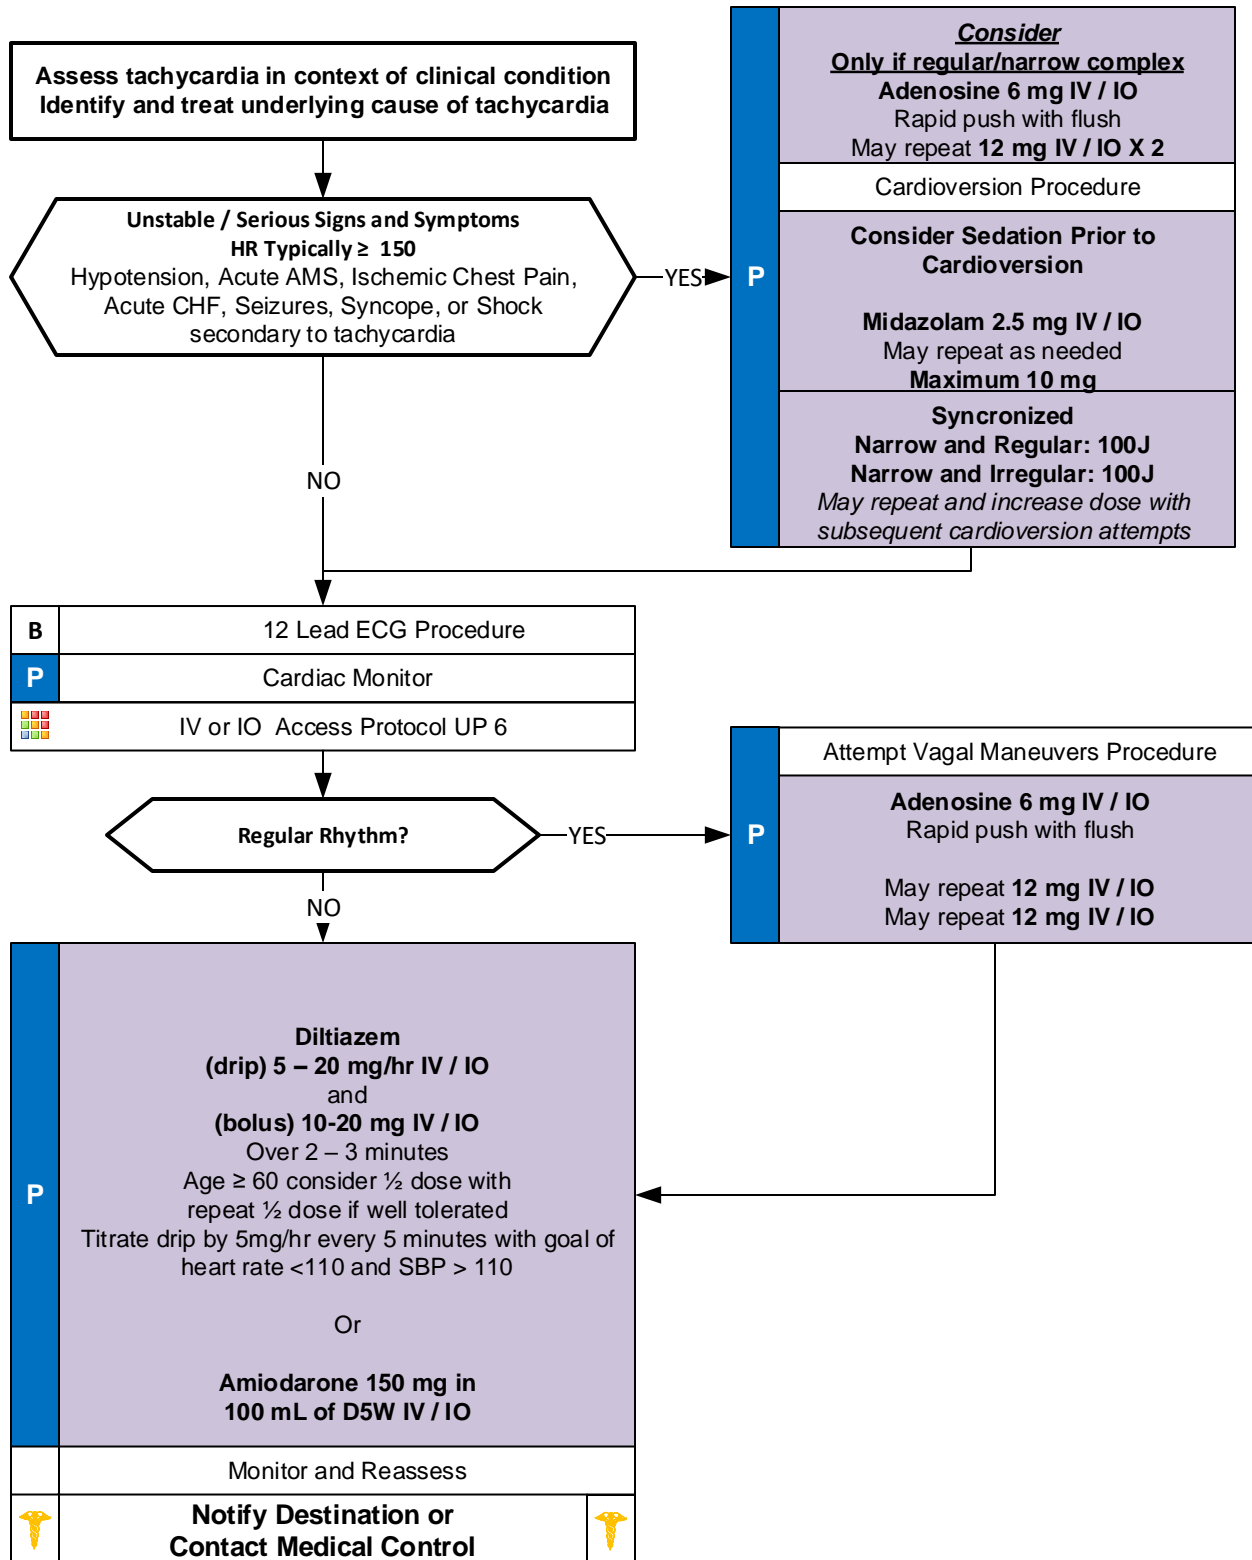 Assess tachycardia in context of clinical condition
Identify and treat underlying cause of tachycardia
Unstable / Serious Signs and Symptoms
HR Typically ≥ 150
Hypotension, Acute AMS, Ischemic Chest Pain,
Acute CHF, Seizures, Syncope, or Shock
secondary to tachycardia
YES
P
Consider
Only if regular/narrow complex
Adenosine 6 mg IV / IO
Rapid push with flush
May repeat 12 mg IV / IO X 2
Cardioversion Procedure
Consider Sedation Prior to
Cardioversion
Midazolam 2.5 mg IV / IO
May repeat as needed
Maximum 10 mg
Syncronized
Narrow and Regular: 100J
Narrow and Irregular: 100J
May repeat and increase dose with
subsequent cardioversion attempts
NO
B
12 Lead ECG Procedure
P
Cardiac Monitor
IV or IO Access Protocol UP 6
Regular Rhythm?
YES
P
Attempt Vagal Maneuvers Procedure
Adenosine 6 mg IV / IO
Rapid push with flush
May repeat 12 mg IV / IO
May repeat 12 mg IV / IO
NO
P
Diltiazem
(drip) 5 – 20 mg/hr IV / IO
and
(bolus) 10-20 mg IV / IO
Over 2 – 3 minutes
Age ≥ 60 consider ½ dose with
repeat ½ dose if well tolerated
Titrate drip by 5mg/hr every 5 minutes with goal of
heart rate <110 and SBP > 110
Or
Amiodarone 150 mg in
100 mL of D5W IV / IO
Monitor and Reassess
Notify Destination or
Contact Medical Control